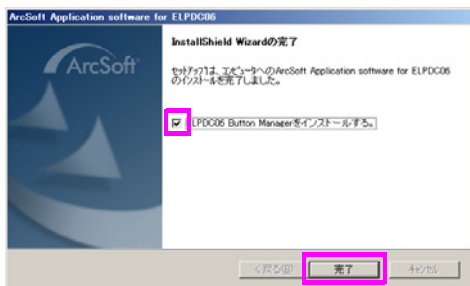 ArcSoft Application software for ELPDC06
ArcSoft
InstallShield Wizardの完了
セットアップは、コンピュータへのArcSoft Application software for ELPDC06
のインストールを完了しました。
LPDC06 Button Managerをインストールする。
<戻る(B)
完了
キャンセル